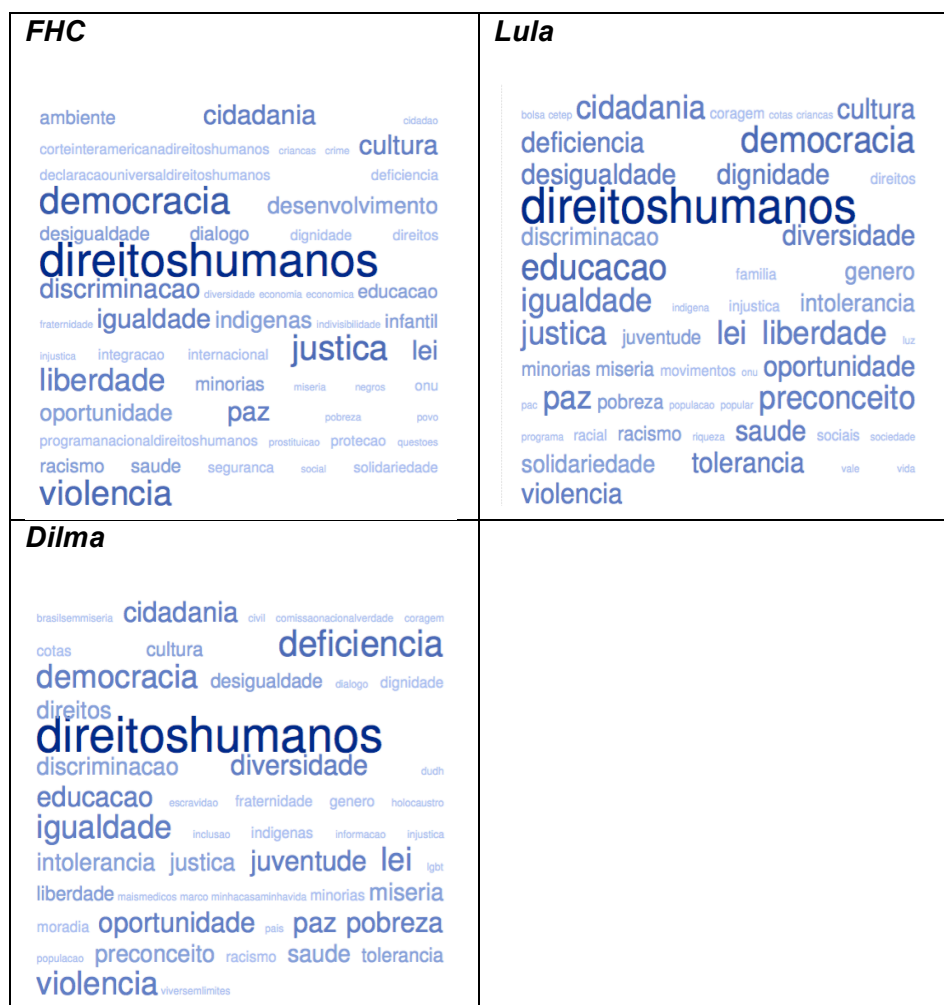 FHC
ambiente cidadania cidadao
corteinteramericanadireitoshumanos criancas crime cultura
declaracaouniversaldireitoshumanos deficiencia
democracia desenvolvimento
desigualdade dialogo dignidade direitos
direitoshumanos
discriminacao diversidade economia economica educacao
fraternidade igualdade indigenas indivisibilidade infantil
injustica integracao internacional justica lei
liberdade minorias miseria negros onu
oportunidade paz pobreza povo
programanacionaldireitoshumanos prostituicao protecao questoes
racismo saude seguranca social solidariedade
violencia
Lula
bolsa cetep cidadania coragem cotas criancas cultura
deficiencia democracia
desigualdade dignidade direitos
direitoshumanos
discriminacao diversidade
educacao familia genero
igualdade indigena injustica intolerancia
justica juventude lei liberdade luz
minorias miseria movimentos onu oportunidade
pac paz pobreza populacao popular preconceito
programa racial racismo riqueza saude sociais sociedade
solidariedade tolerancia vale vida
violencia
Dilma
brasilsemmiseria cidadania civil comissaonacionalverdade coragem
cotas cultura deficiencia
democracia desigualdade dialogo dignidade
direitos
direitoshumanos
discriminacao diversidade dudh
educacao escravidao fraternidade genero holocaustro
igualdade inclusao indigenas informacao injustica
intolerancia justica juventude lei lgbt
liberdade maismedicos marco minhacasaminhavida minorias miseria
moradia oportunidade pais paz pobreza
populacao preconceito racismo saude tolerancia
violencia viversemlimites